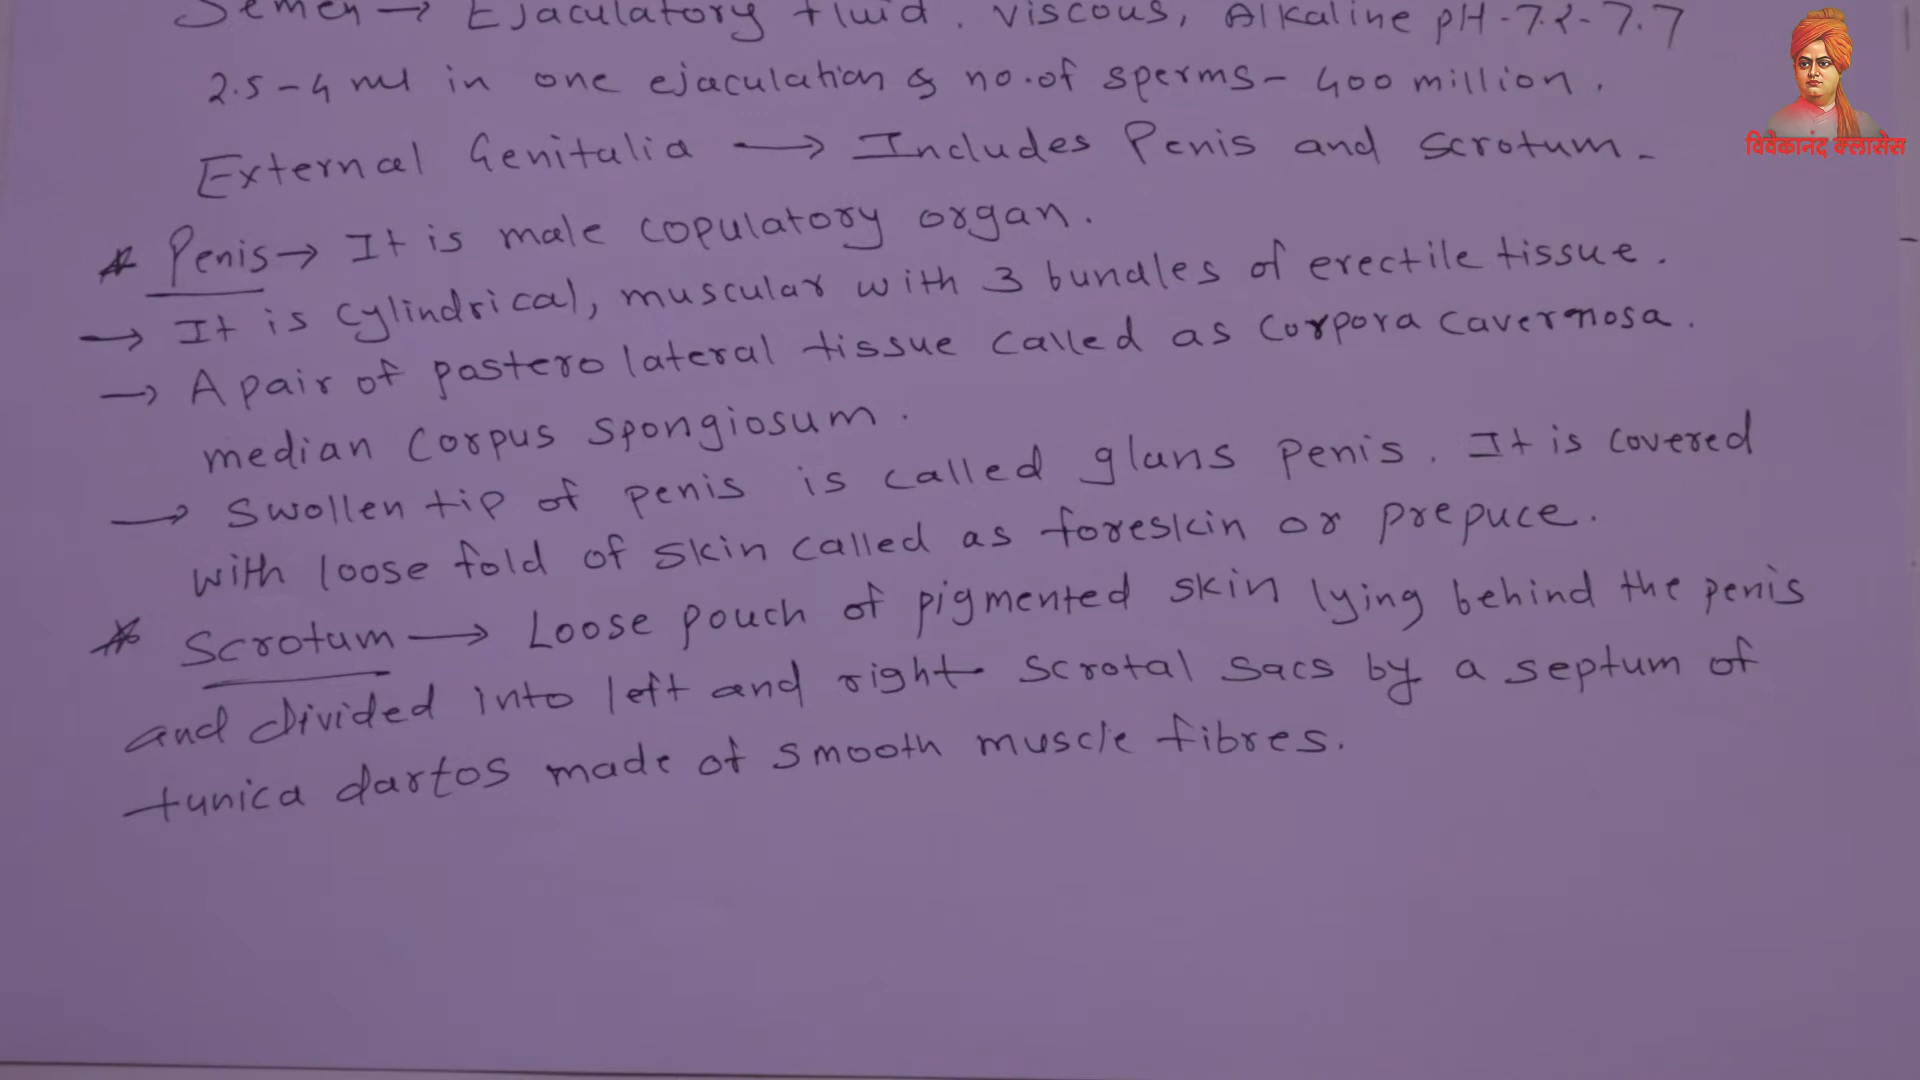 Semen → Ejaculatory fluid. Viscous, Alkaline pH-7.2-7.7
2.5-4 ml in one ejaculation & no.of sperms- 400 million.
External Genitalia → Includes Penis and scrotum-
* Penis → It is male copulatory organ.
→ It is cylindrical, muscular with 3 bundles of erectile tissue.
→ A pair of pastero lateral tissue called as Corpora cavernosa.
median Corpus spongiosum.
→ Swollen tip of penis is called glans penis. It is covered
with loose fold of skin called as foreskin or prepuce.
* Scrotum → Loose pouch of pigmented skin lying behind the penis
and divided into left and right scrotal sacs by a septum of
tunica dartos made of smooth muscle fibres.
विवेकानंद क्लासेस